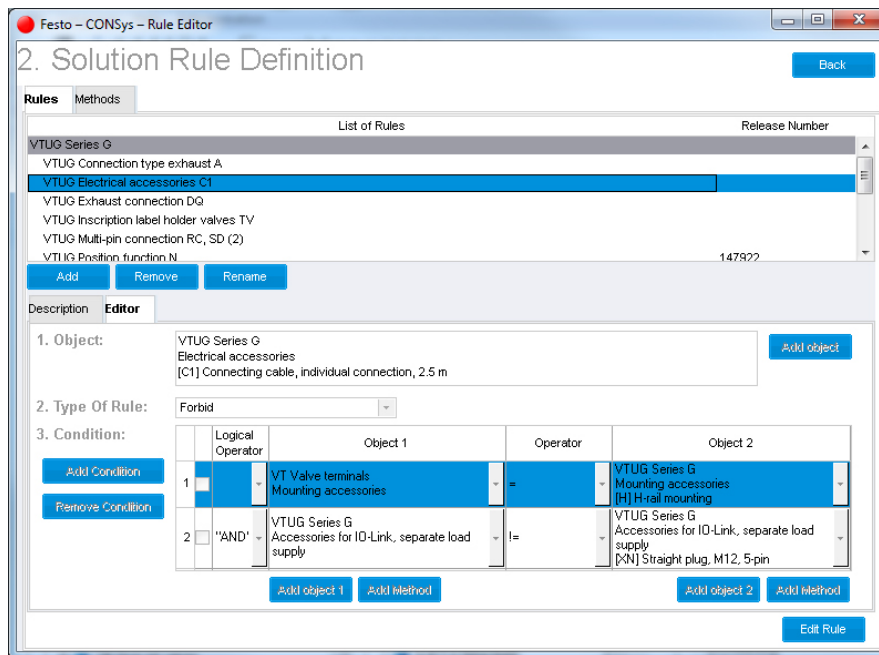 Festo – CONSys – Rule Editor
2. Solution Rule Definition
Back
Rules Methods
List of Rules Release Number
VTUG Series G
VTUG Connection type exhaust A
VTUG Electrical accessories C1
VTUG Exhaust connection DQ
VTUG Inscription label holder valves TV
VTUG Multi-pin connection RC, SD (2)
VTUG Position function N 147922
Add Remove Rename
Description Editor
1. Object:
VTUG Series G
Electrical accessories
[C1] Connecting cable, individual connection, 2.5 m
Add object
2. Type Of Rule: Forbid
3. Condition:
Add Condition
Remove Condition
Logical
Operator
Object 1 Operator Object 2
1
VT Valve terminals
Mounting accessories
=
VTUG Series G
Mounting accessories
[H] H-rail mounting
2 "AND'
VTUG Series G
Accessories for IO-Link, separate load
supply
!=
VTUG Series G
Accessories for IO-Link, separate load
supply
[XN] Straight plug, M12, 5-pin
Add object 1 Add Method Add object 2 Add Method
Edit Rule